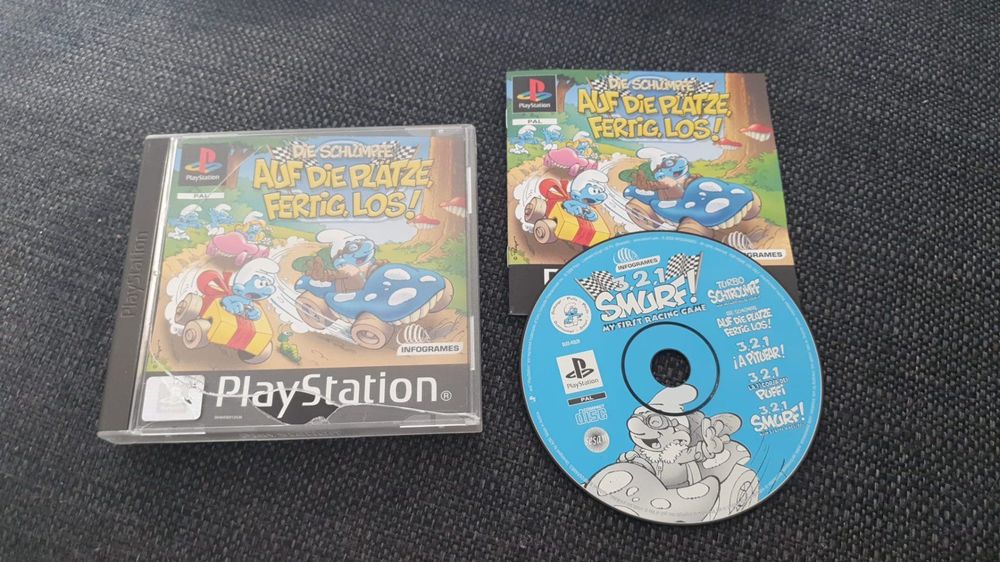 PlayStation
PlayStation
PAL
DIE SCHLÜMPFE
AUF DIE PLÄTZE,
FERTIG, LOS!
INFOGRAMES
PlayStation®
PlayStation
PAL
DIE SCHLÜMPFE
AUF DIE PLÄTZE,
FERTIG, LOS!
INFOGRAMES
INFOGRAMES
3,2,1
SMURF!
MY FIRST RACING GAME
PlayStation
PAL
COMPACT
DISC
TURBO
SCHTROUMPF
DIE SCHLÜMPFE
AUF DIE PLÄTZE
FERTIG, LOS!
3,2,1
¡A PITUFAR!
3,2,1
LA CORSA DEI
PUFFI
3,2,1
SMURF!